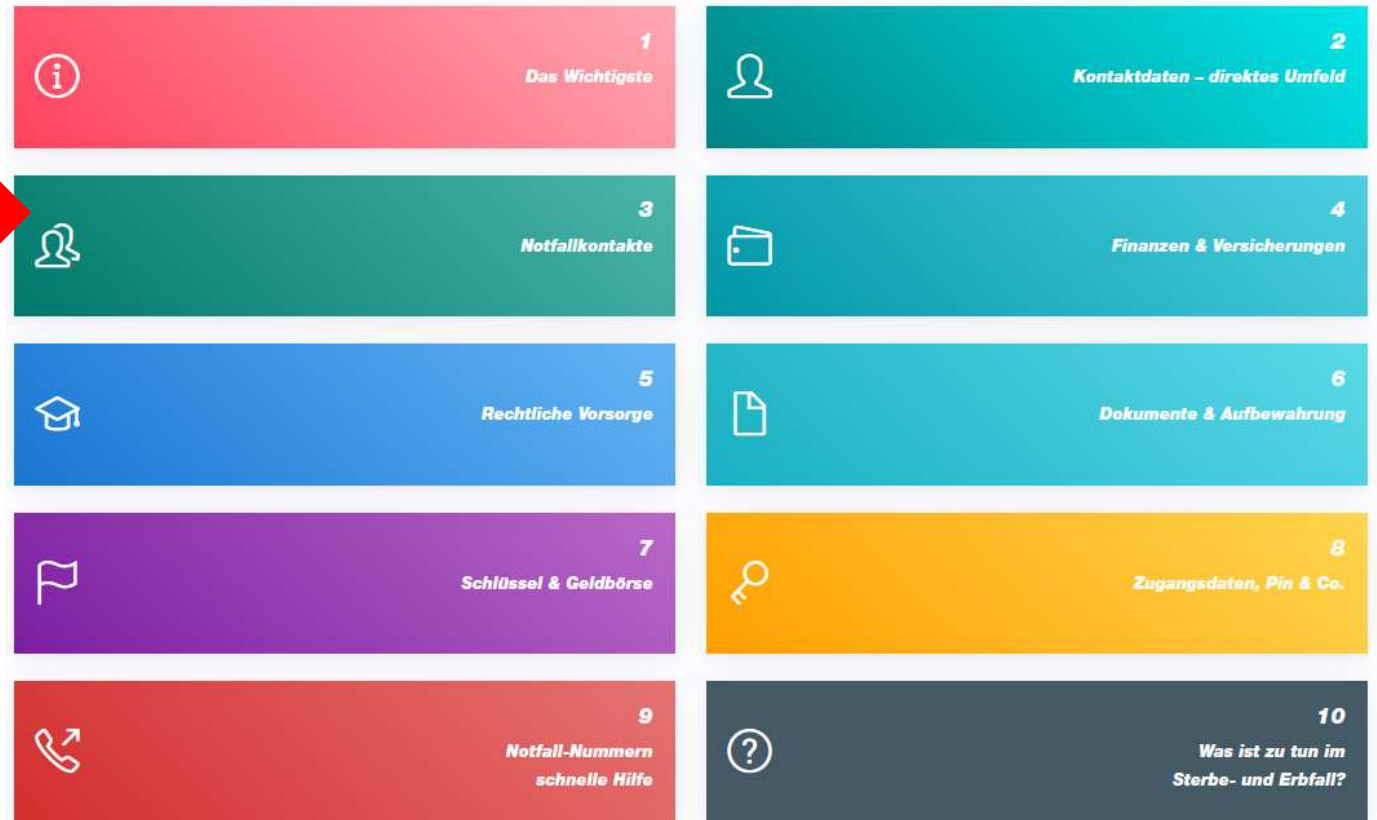 1
Das Wichtigste
2
Kontaktdaten – direktes Umfeld
3
Notfallkontakte
4
Finanzen & Versicherungen
5
Rechtliche Vorsorge
6
Dokumente & Aufbewahrung
7
Schlüssel & Geldbörse
8
Zugangsdaten, Pin & Co.
9
Notfall-Nummern
schnelle Hilfe
10
Was ist zu tun im
Sterbe- und Erbfall?